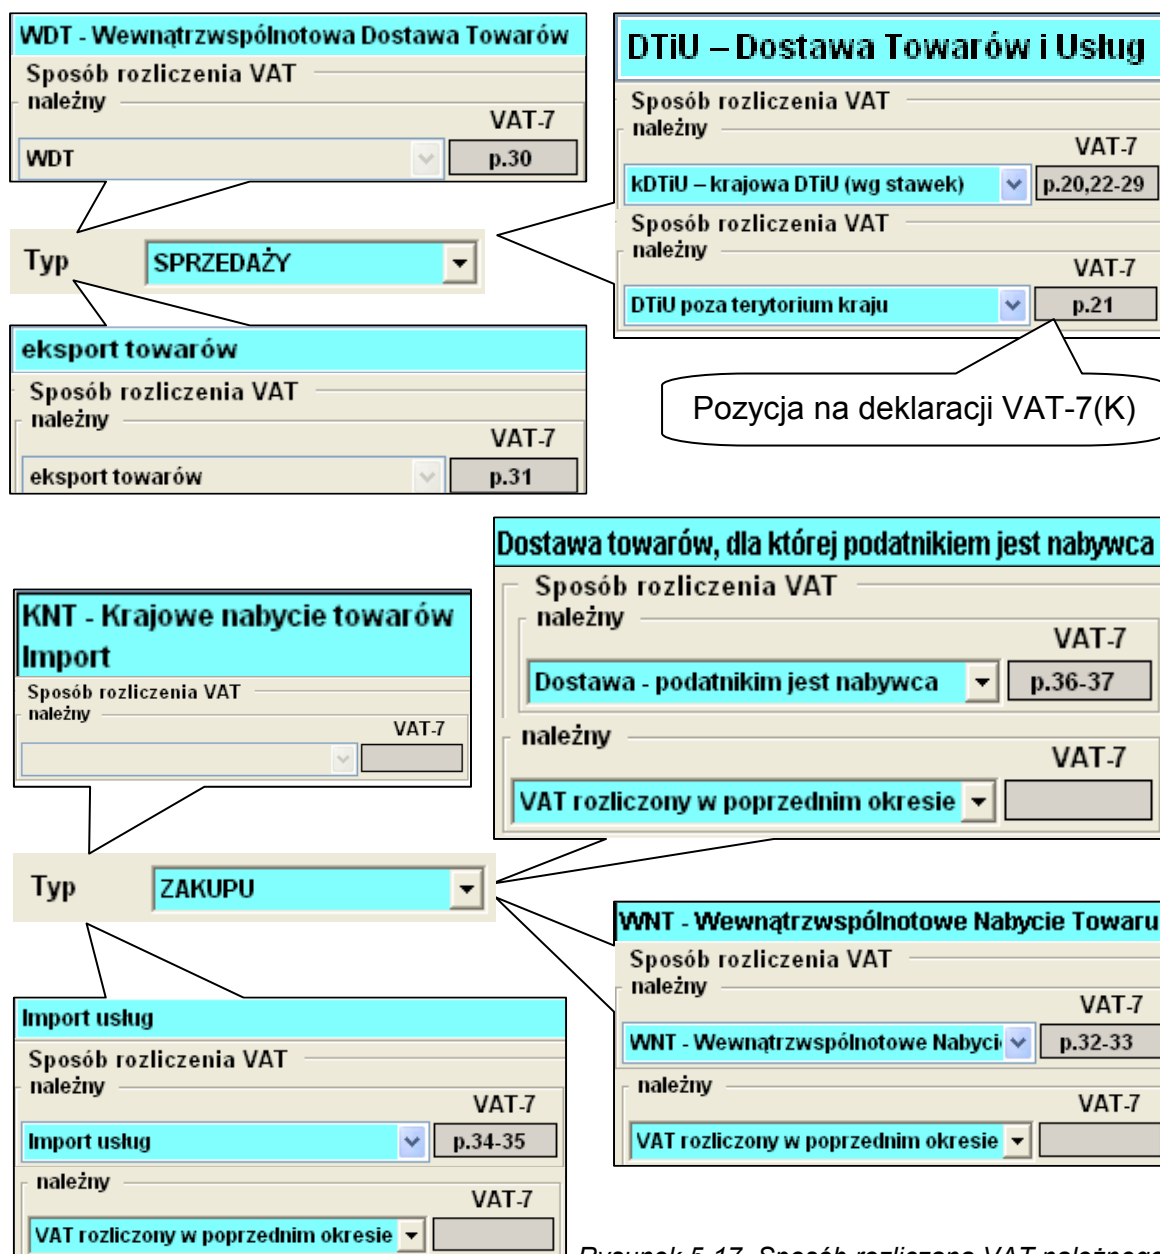 WDT - Wewnątrzwspólnotowa Dostawa Towarów
Sposób rozliczenia VAT
należny
VAT-7
WDT
p.30
DTiU – Dostawa Towarów i Usług
Sposób rozliczenia VAT
należny
VAT-7
kDTiU – krajowa DTiU (wg stawek)
p.20,22-29
Sposób rozliczenia VAT
należny
VAT-7
DTiU poza terytorium kraju
p.21
Typ
SPRZEDAŻY
eksport towarów
Sposób rozliczenia VAT
należny
VAT-7
eksport towarów
p.31
Pozycja na deklaracji VAT-7(K)
Dostawa towarów, dla której podatnikiem jest nabywca
Sposób rozliczenia VAT
należny
VAT-7
Dostawa - podatnikim jest nabywca
p.36-37
należny
VAT-7
VAT rozliczony w poprzednim okresie
KNT - Krajowe nabycie towarów
Import
Sposób rozliczenia VAT
należny
VAT-7
Typ
ZAKUPU
WNT - Wewnątrzwspólnotowe Nabycie Towaru
Sposób rozliczenia VAT
należny
VAT-7
WNT - Wewnątrzwspólnotowe Nabyci
p.32-33
należny
VAT-7
VAT rozliczony w poprzednim okresie
Import usług
Sposób rozliczenia VAT
należny
VAT-7
Import usług
p.34-35
należny
VAT-7
VAT rozliczony w poprzednim okresie
Rysunek 5.17. Sposób rozliczana VAT należnego